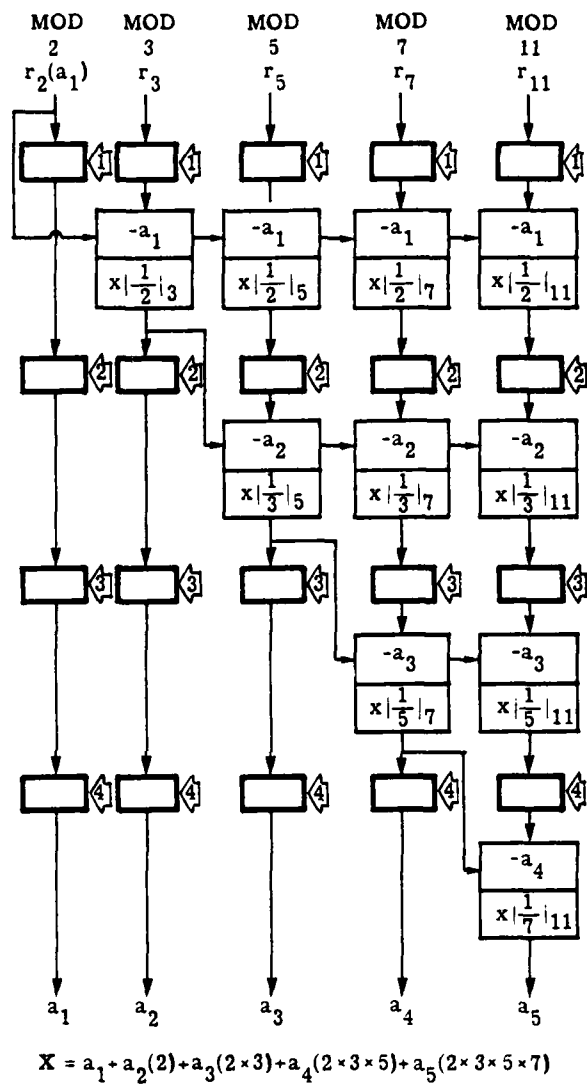 MOD MOD MOD MOD MOD
2 3 5 7 11
r₂(a₁) r₃ r₅ r₇ r₁₁
1 1 1 1
-a₁ -a₁ -a₁ -a₁
x|1/2|₃ x|1/2|₅ x|1/2|₇ x|1/2|₁₁
2 2 2 2 2
-a₂ -a₂ -a₂
x|1/3|₅ x|1/3|₇ x|1/3|₁₁
3 3 3 3 3
-a₃ -a₃
x|1/5|₇ x|1/5|₁₁
4 4 4 4 4
-a₄
x|1/7|₁₁
a₁ a₂ a₃ a₄ a₅
X = a₁+a₂(2)+a₃(2×3)+a₄(2×3×5)+a₅(2×3×5×7)